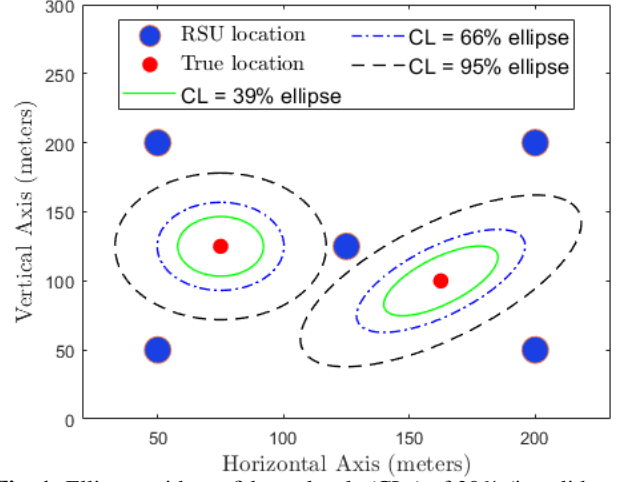 300
250
200
150
100
50
0
Vertical Axis (meters)
RSU location
True location
CL = 39% ellipse
CL = 66% ellipse
CL = 95% ellipse
50
100
150
200
Horizontal Axis (meters)